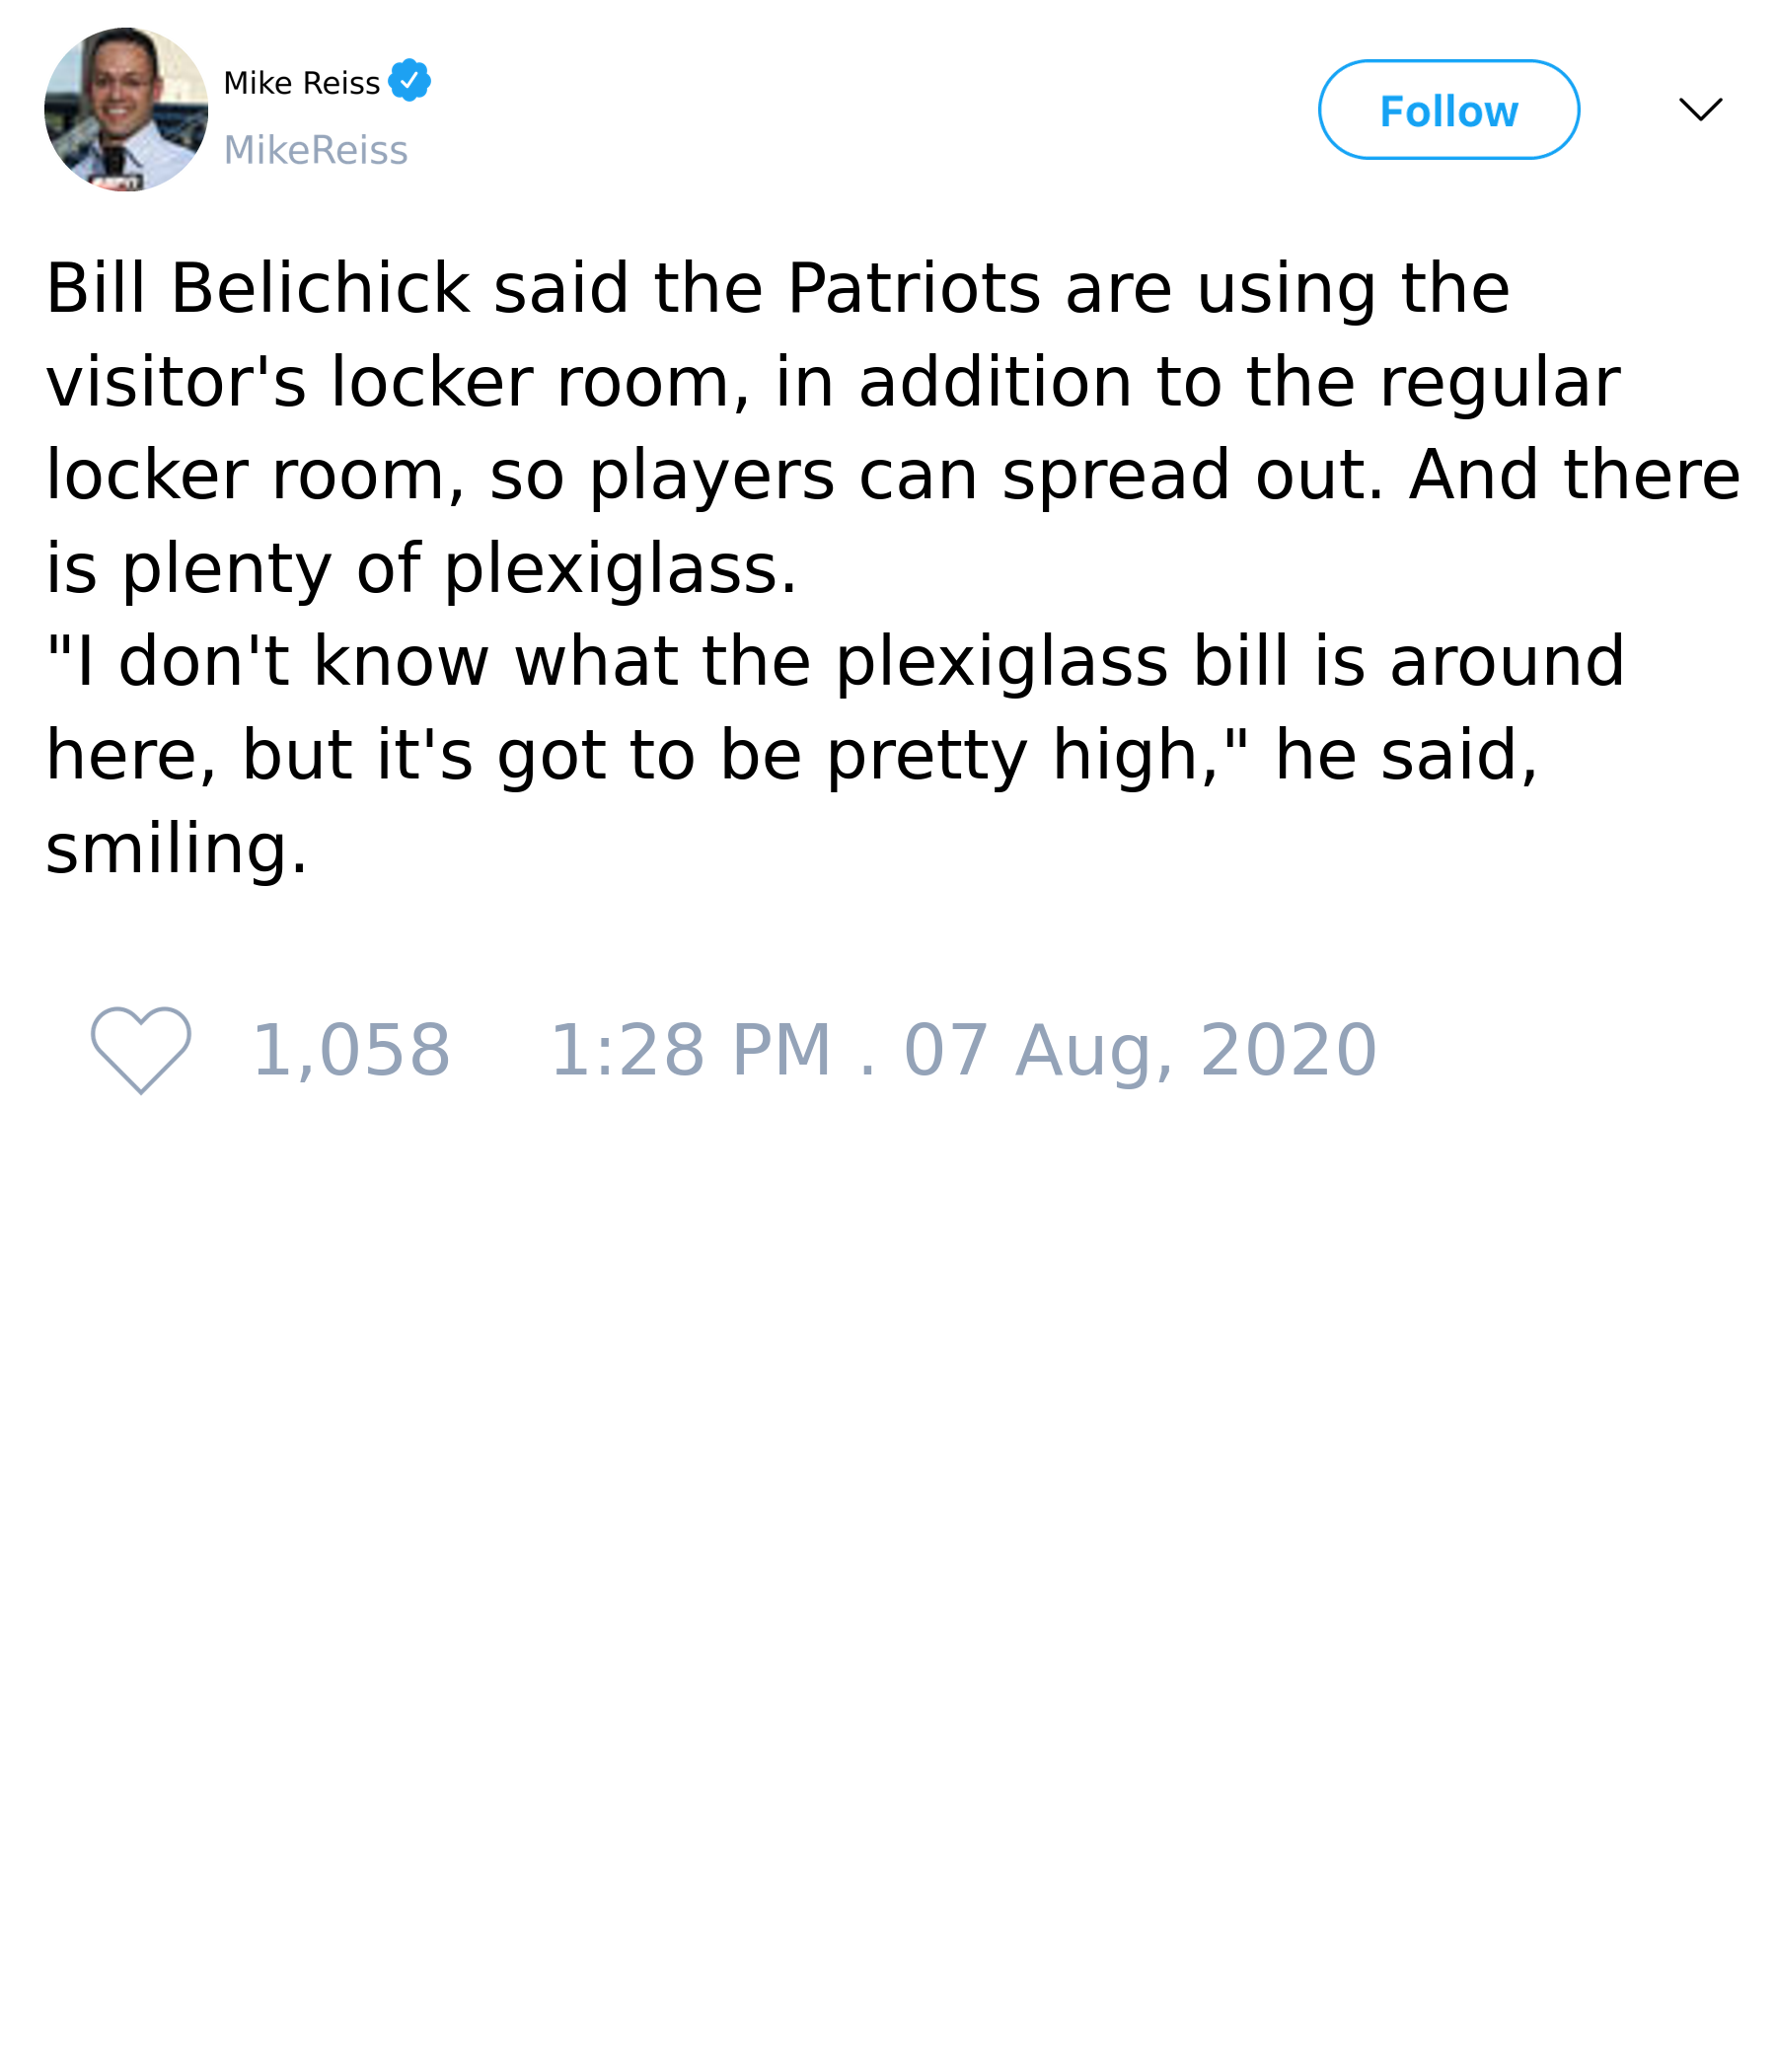 Mike Reiss
MikeReiss
Follow
Bill Belichick said the Patriots are using the
visitor's locker room, in addition to the regular
locker room, so players can spread out. And there
is plenty of plexiglass.
"I don't know what the plexiglass bill is around
here, but it's got to be pretty high," he said,
smiling.
1,058 1:28 PM . 07 Aug, 2020